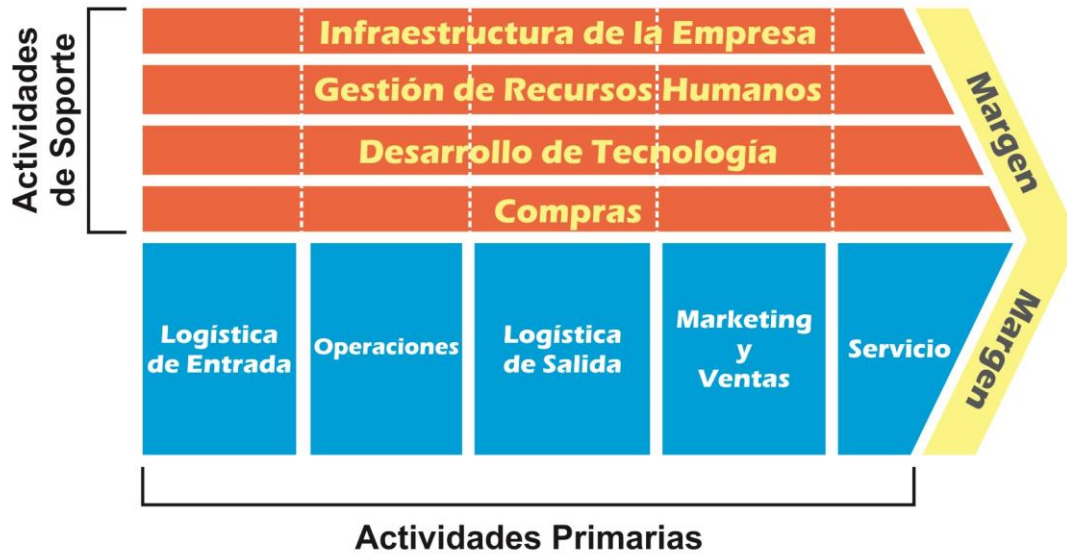 Actividades
de Soporte
Infraestructura de la Empresa
Gestión de Recursos Humanos
Desarrollo de Tecnología
Compras
Margen
Margen
Logística
de Entrada
Operaciones
Logística
de Salida
Marketing
y
Ventas
Servicio
Actividades Primarias